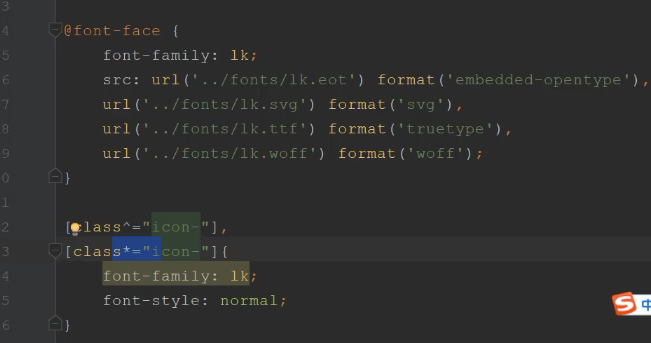 3
4 @font-face {
5 font-family: lk;
6 src: url('../fonts/lk.eot') format('embedded-opentype'),
7 url('../fonts/lk.svg') format('svg'),
8 url('../fonts/lk.ttf') format('truetype'),
9 url('../fonts/lk.woff') format('woff');
0 }
1
2 [class^="icon-"],
3 [class*="icon-"]{
4 font-family: lk;
5 font-style: normal;
6 }
S 中